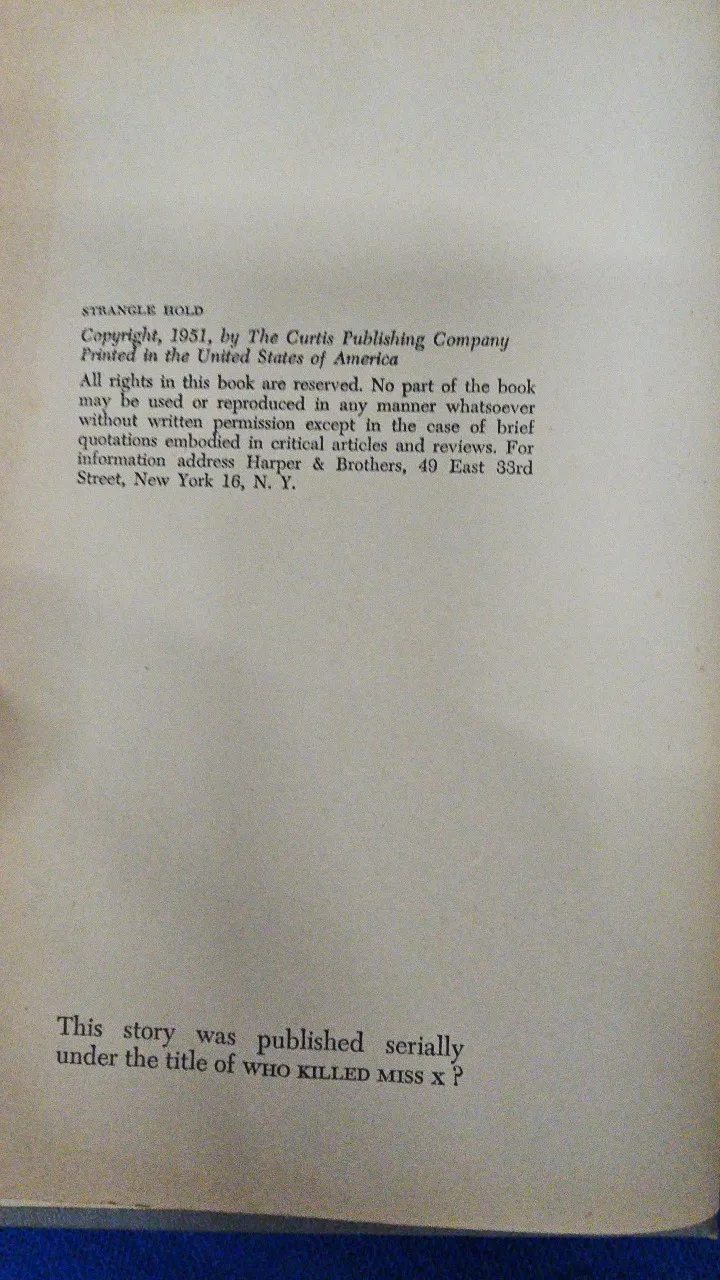 STRANGLE HOLD
Copyright, 1951, by The Curtis Publishing Company
Printed in the United States of America
All rights in this book are reserved. No part of the book
may be used or reproduced in any manner whatsoever
without written permission except in the case of brief
quotations embodied in critical articles and reviews. For
information address Harper & Brothers, 49 East 33rd
Street, New York 16, N. Y.
This story was published serially
under the title of WHO KILLED MISS X ?